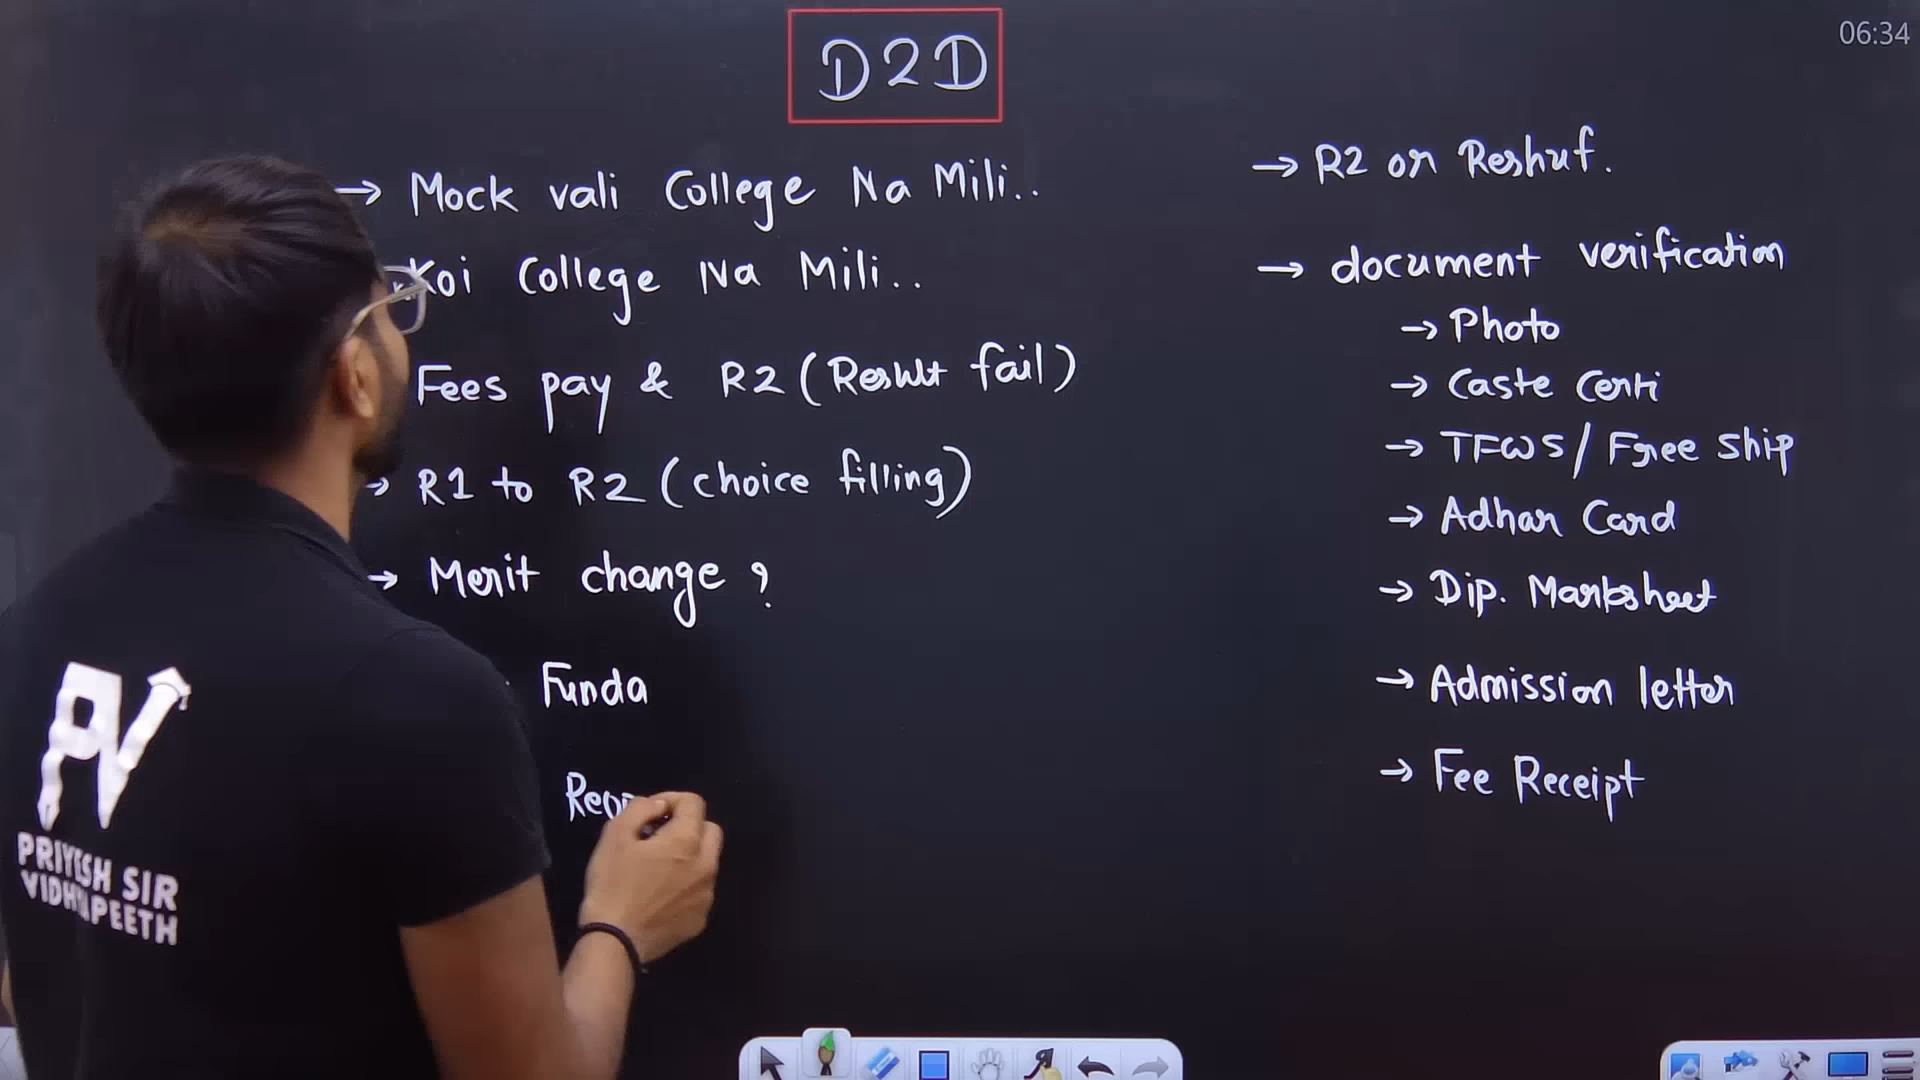 D2D
06:34
→ Mock vali College Na Mili..
Koi College Na Mili..
Fees pay & R2 (Result fail)
→ R1 to R2 (choice filling)
→ Merit change ?
Funda
→ R2 or Reshuf.
→ document verification
→ Photo
→ Caste Certi
→ TFWS / Free Ship
→ Adhar Card
→ Dip. Marksheet
→ Admission letter
→ Fee Receipt
PV
PRIYESH SIR
VIDHYAPEETH